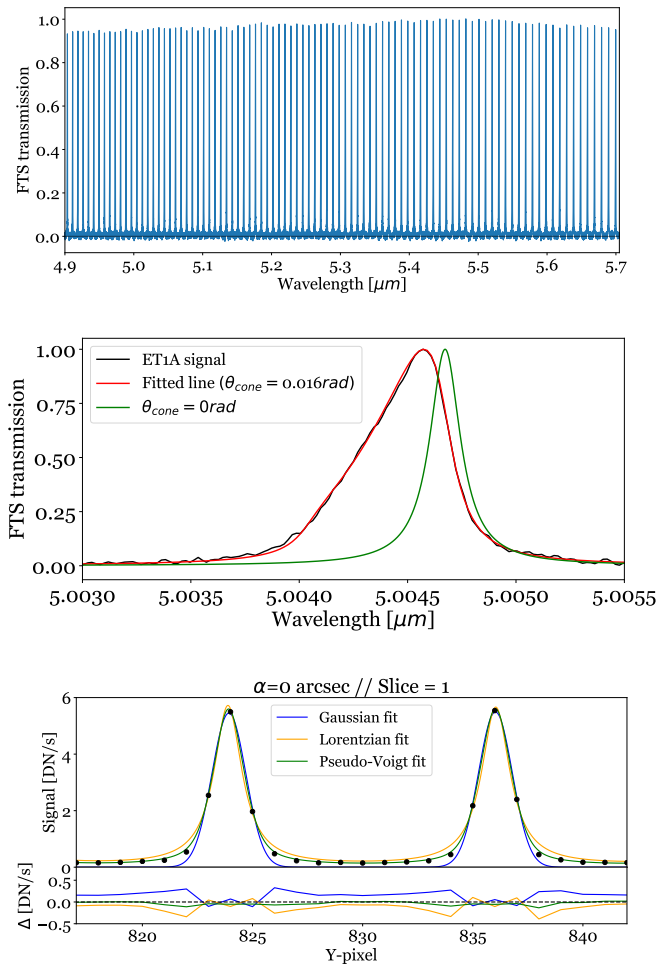 1.0
0.8
0.6
0.4
0.2
0.0
FTS transmission
4.9 5.0 5.1 5.2 5.3 5.4 5.5 5.6 5.7
Wavelength [μm]
1.00
0.75
0.50
0.25
0.00
FTS transmission
ET1A signal
Fitted line (θcone = 0.016rad)
θcone = 0rad
5.0030 5.0035 5.0040 5.0045 5.0050 5.0055
Wavelength [μm]
α=0 arcsec // Slice = 1
6
4
2
0
Signal [DN/s]
Gaussian fit
Lorentzian fit
Pseudo-Voigt fit
0.5
0.0
−0.5
Δ [DN/s]
820 825 830 835 840
Y-pixel